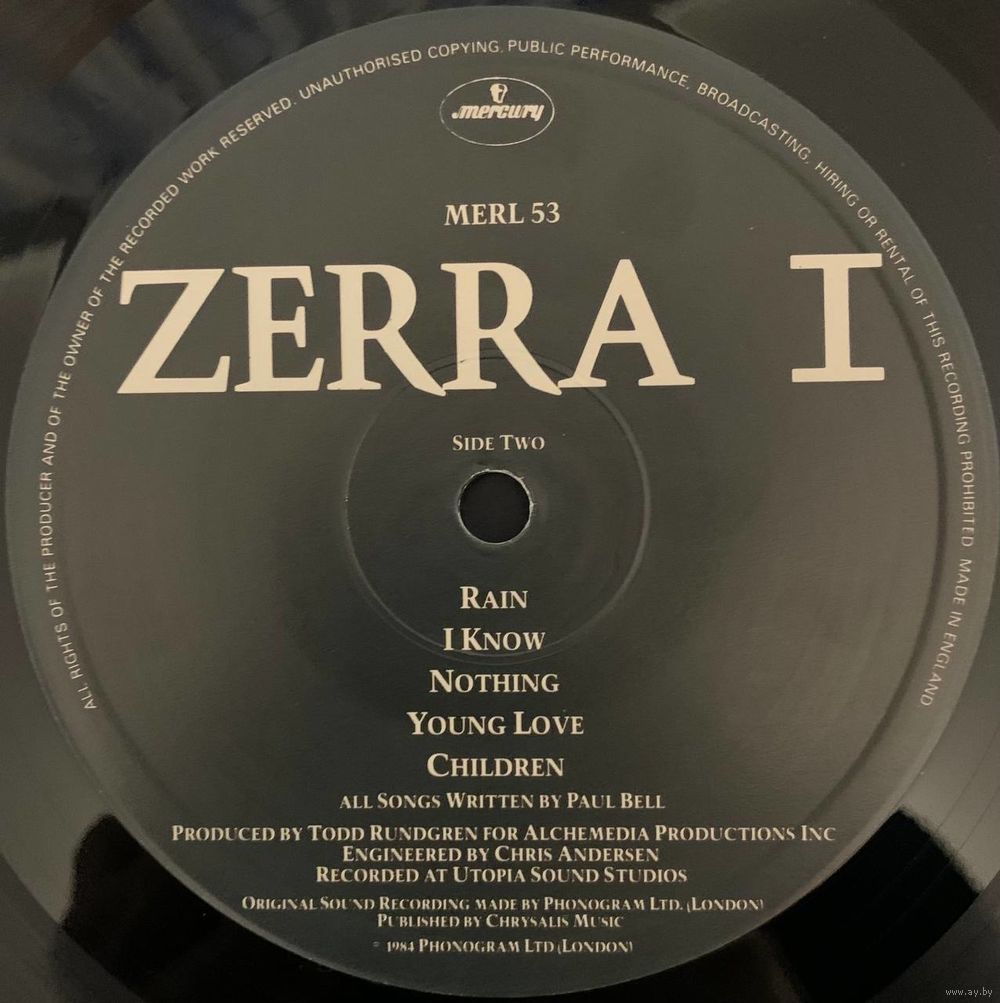 ALL RIGHTS OF THE PRODUCER AND OF THE OWNER OF THE RECORDED WORK RESERVED. UNAUTHORISED COPYING. PUBLIC PERFORMANCE, BROADCASTING, HIRING OR RENTAL OF THIS RECORDING PROHIBITED. MADE IN ENGLAND
mercury
MERL 53
ZERRA I
SIDE TWO
RAIN
I KNOW
NOTHING
YOUNG LOVE
CHILDREN
ALL SONGS WRITTEN BY PAUL BELL
PRODUCED BY TODD RUNDGREN FOR ALCHEMEDIA PRODUCTIONS INC
ENGINEERED BY CHRIS ANDERSEN
RECORDED AT UTOPIA SOUND STUDIOS
ORIGINAL SOUND RECORDING MADE BY PHONOGRAM LTD. (LONDON)
PUBLISHED BY CHRYSALIS MUSIC
℗ 1984 PHONOGRAM LTD (LONDON)
www.ay.by